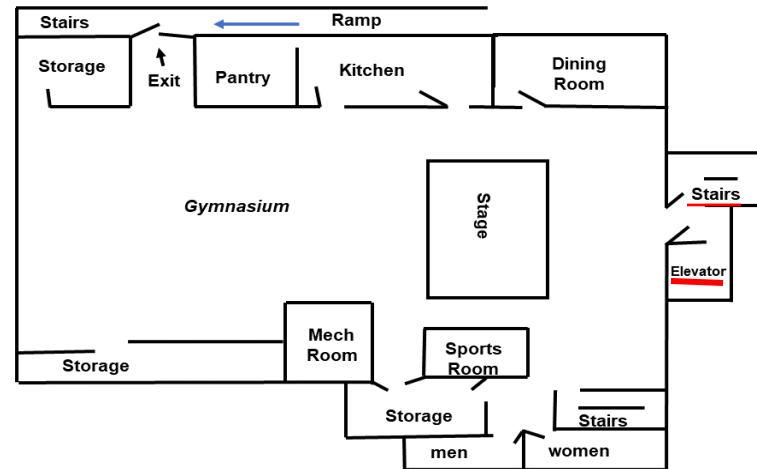 Stairs
Ramp
Storage
Exit
Pantry
Kitchen
Dining
Room
Gymnasium
Stage
Stairs
Elevator
Mech
Room
Sports
Room
Storage
Storage
Stairs
men
women